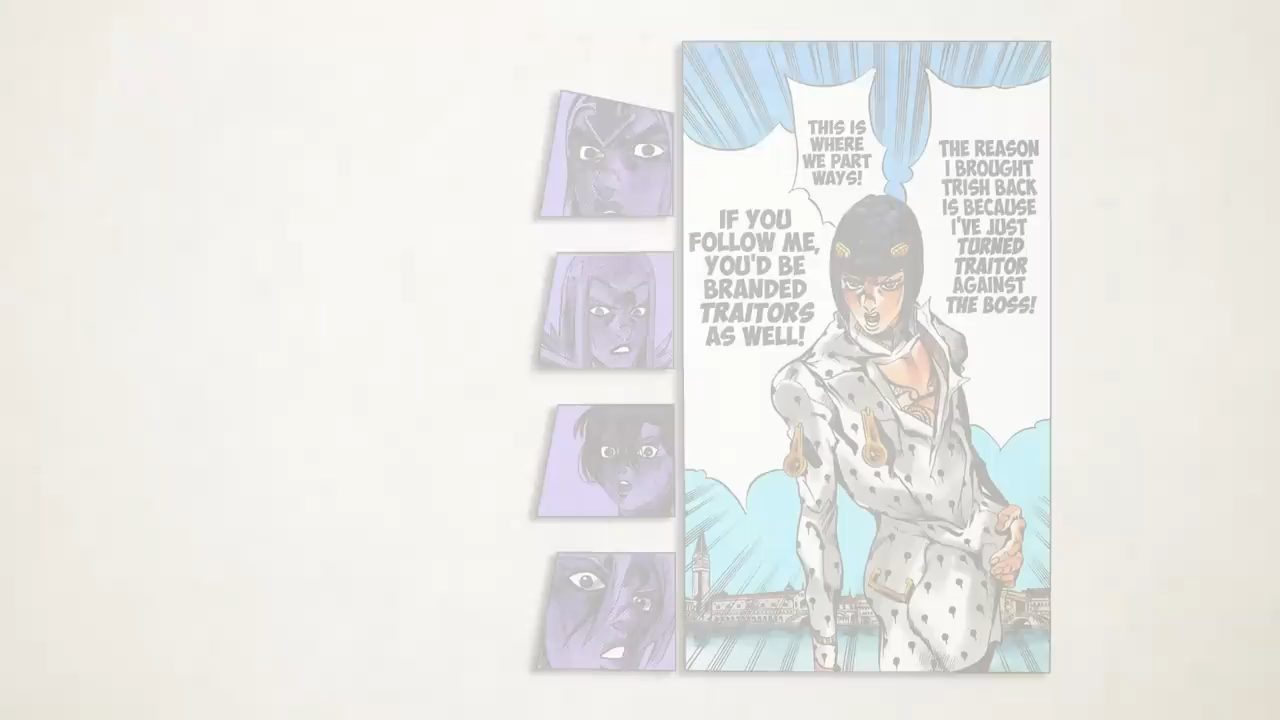 THE REASON
I BROUGHT
TRISH BACK
IS BECAUSE
I'VE JUST
TURNED
TRAITOR
AGAINST
THE BOSS!
THIS IS
WHERE
WE PART
WAYS!
IF YOU
FOLLOW ME,
YOU'D BE
BRANDED
TRAITORS
AS WELL!